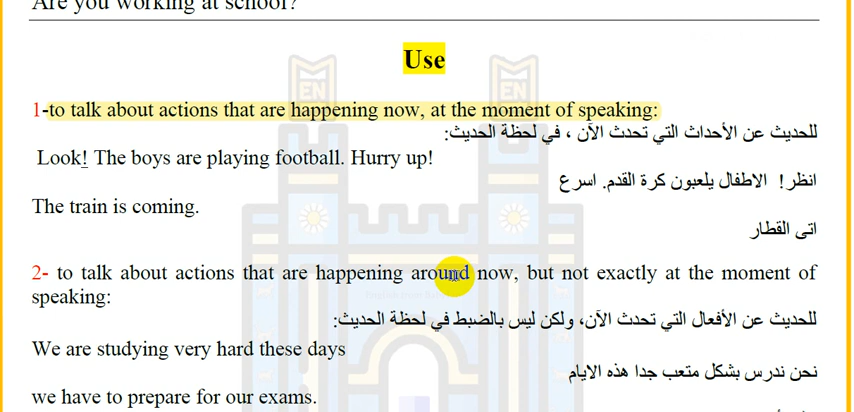 Are you working at school?
Use
1-to talk about actions that are happening now, at the moment of speaking:
للحديث عن الأحداث التي تحدث الآن ، في لحظة الحديث:
Look! The boys are playing football. Hurry up!
انظر! الاطفال يلعبون كرة القدم. اسرع
The train is coming.
اتى القطار
2- to talk about actions that are happening around now, but not exactly at the moment of
speaking:
للحديث عن الأفعال التي تحدث الآن، ولكن ليس بالضبط في لحظة الحديث:
We are studying very hard these days
نحن ندرس بشكل متعب جدا هذه الايام
we have to prepare for our exams.
EN
EN